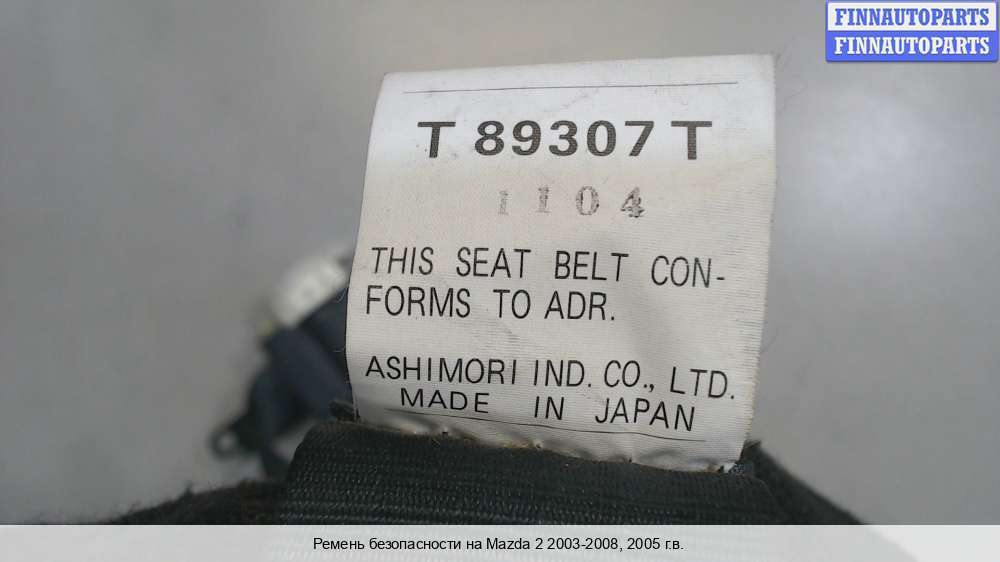 FINNAUTOPARTS
FINNAUTOPARTS
T 89307 T
1104
THIS SEAT BELT CON-
FORMS TO ADR.
ASHIMORI IND. CO., LTD.
MADE IN JAPAN
Ремень безопасности на Mazda 2 2003-2008, 2005 г.в.